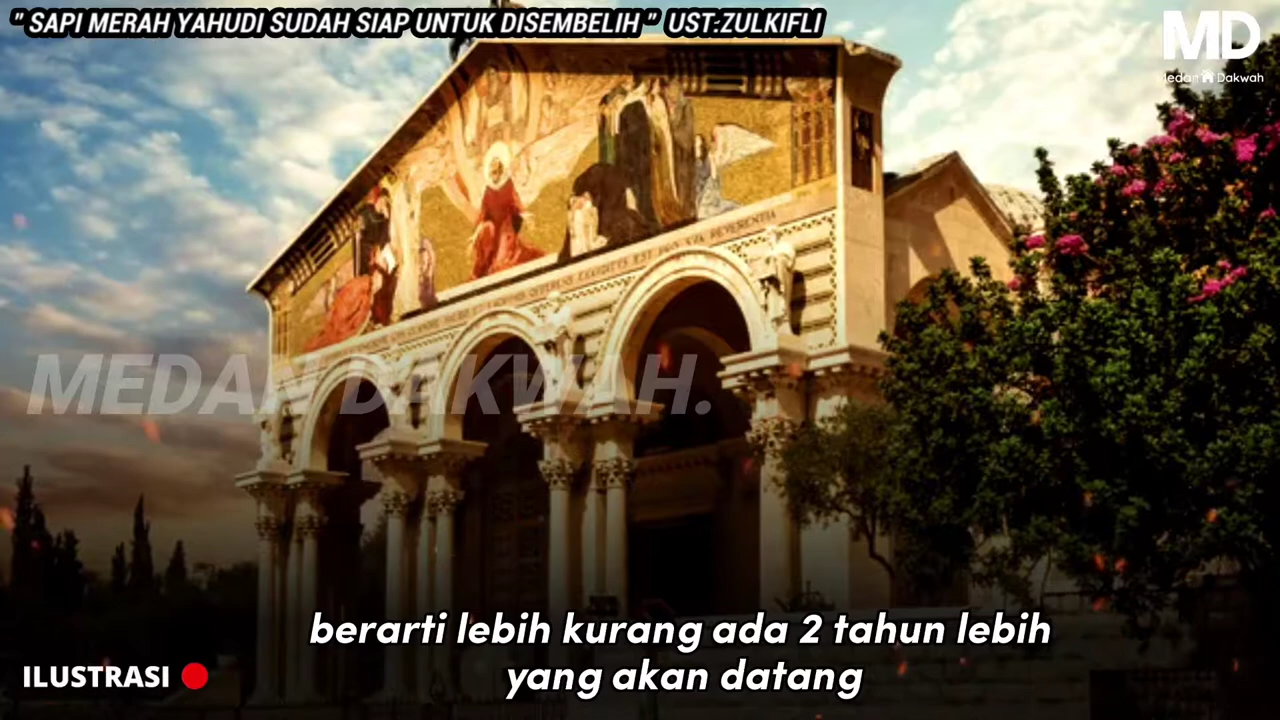 " SAPI MERAH YAHUDI SUDAH SIAP UNTUK DISEMBELIH " UST:ZULKIFLI
MD
Medan Dakwah
MEDAN DAKWAH.
berarti lebih kurang ada 2 tahun lebih
yang akan datang
ILUSTRASI